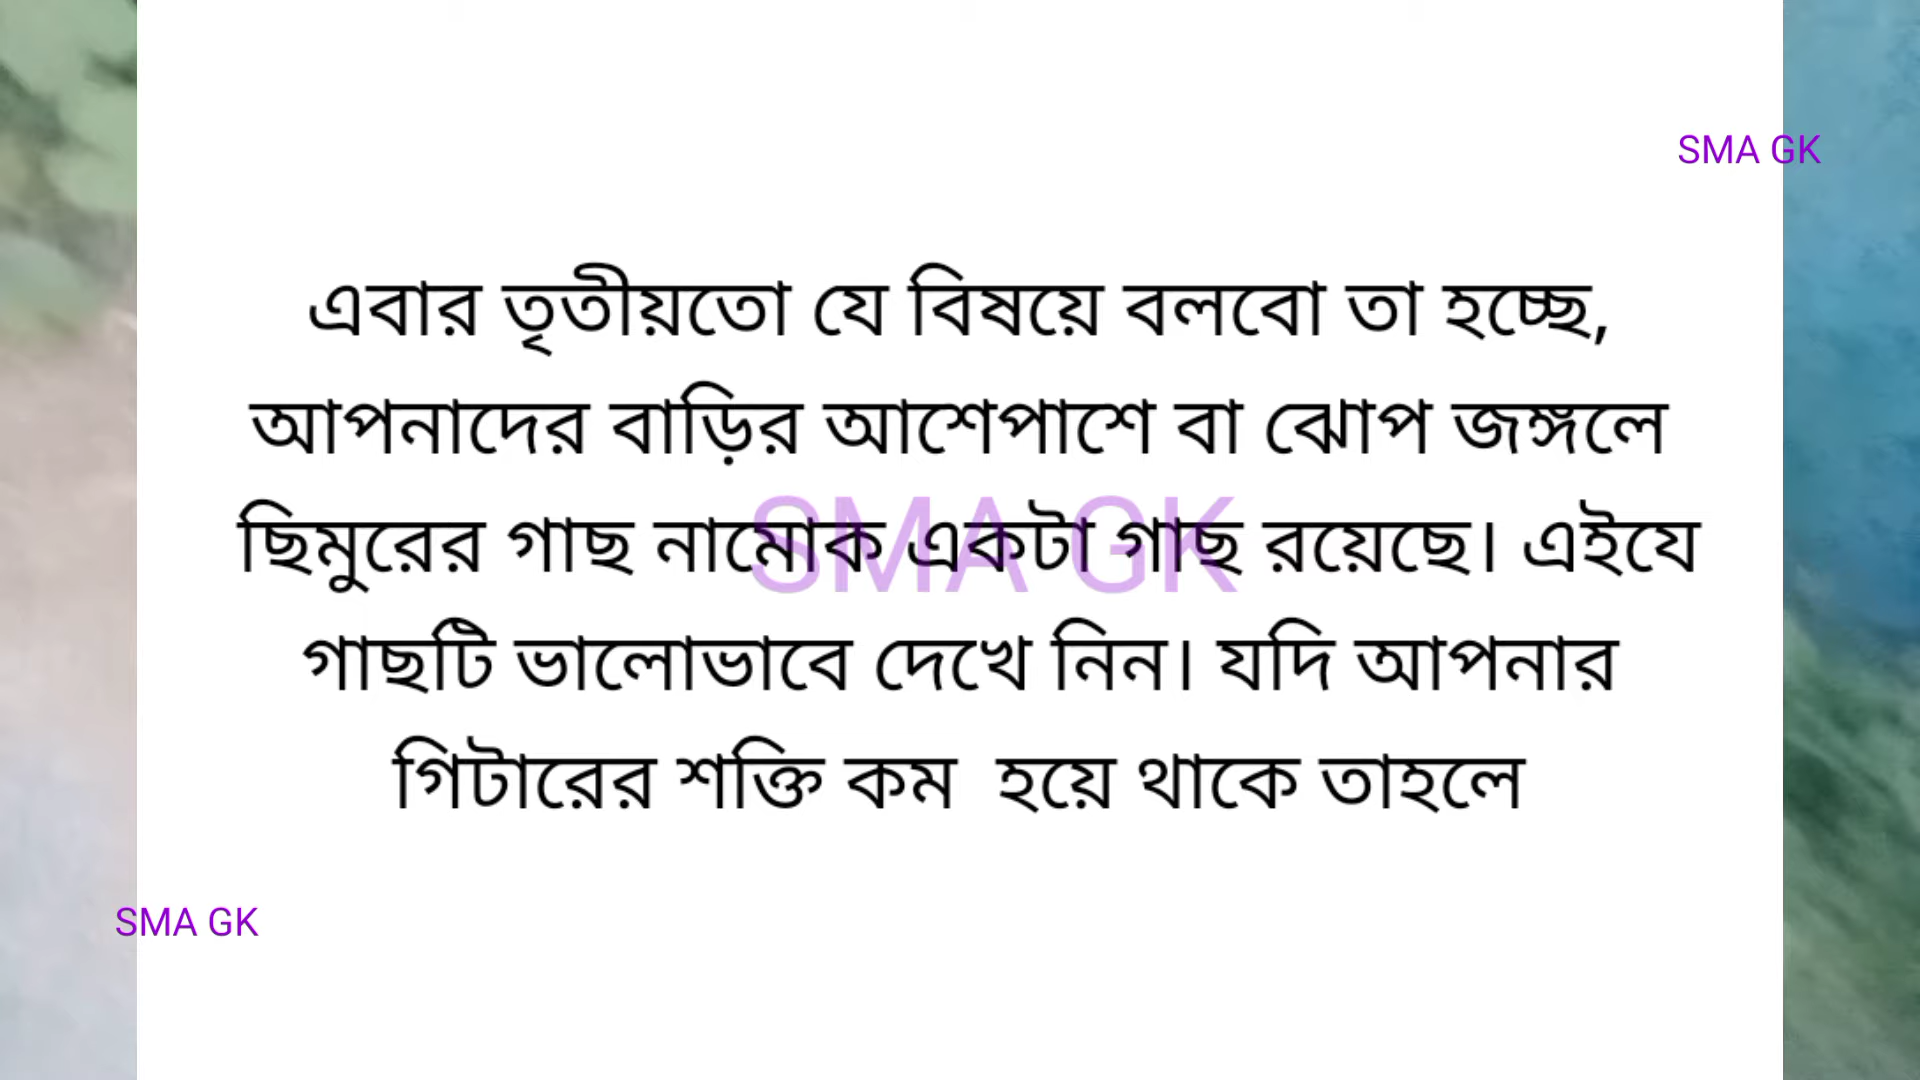 SMA GK
এবার তৃতীয়তো যে বিষয়ে বলবো তা হচ্ছে,
আপনাদের বাড়ির আশেপাশে বা ঝোপ জঙ্গলে
ছিমুরের গাছ নামোক একটা গাছ রয়েছে। এইযে
SMA GK
গাছটি ভালোভাবে দেখে নিন। যদি আপনার
গিটারের শক্তি কম হয়ে থাকে তাহলে
SMA GK